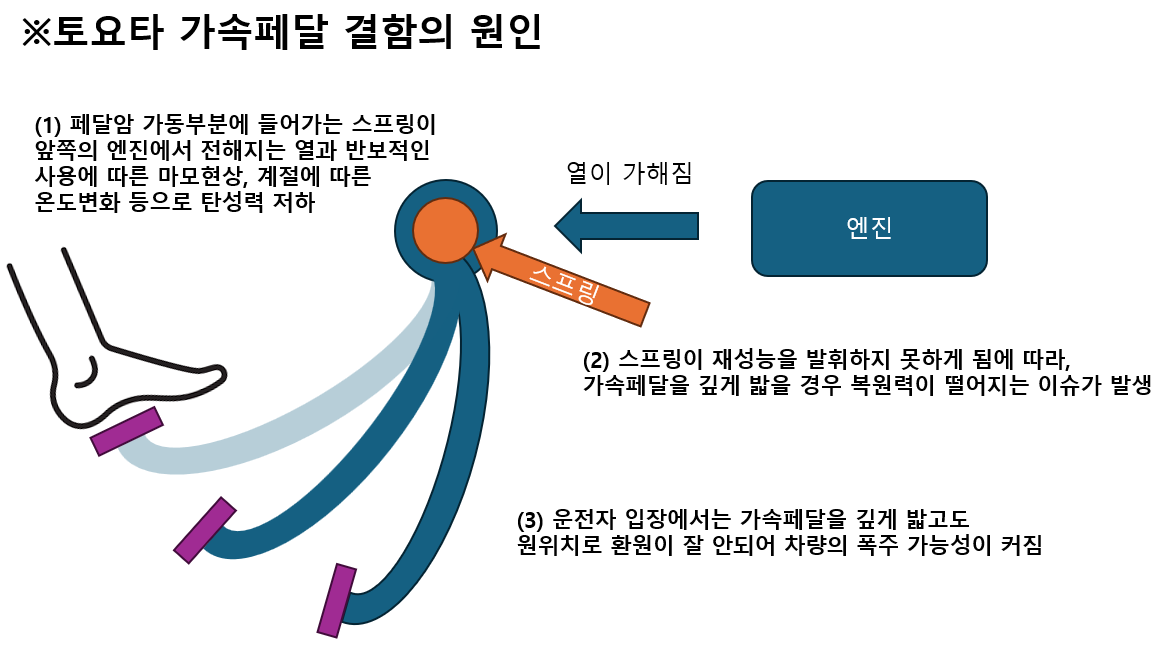 ※토요타 가속페달 결함의 원인
(1) 페달암 가동부분에 들어가는 스프링이
앞쪽의 엔진에서 전해지는 열과 반보적인
사용에 따른 마모현상, 계절에 따른
온도변화 등으로 탄성력 저하
열이 가해짐
엔진
스프링
(2) 스프링이 재성능을 발휘하지 못하게 됨에 따라,
가속페달을 깊게 밟을 경우 복원력이 떨어지는 이슈가 발생
(3) 운전자 입장에서는 가속페달을 깊게 밟고도
원위치로 환원이 잘 안되어 차량의 폭주 가능성이 커짐